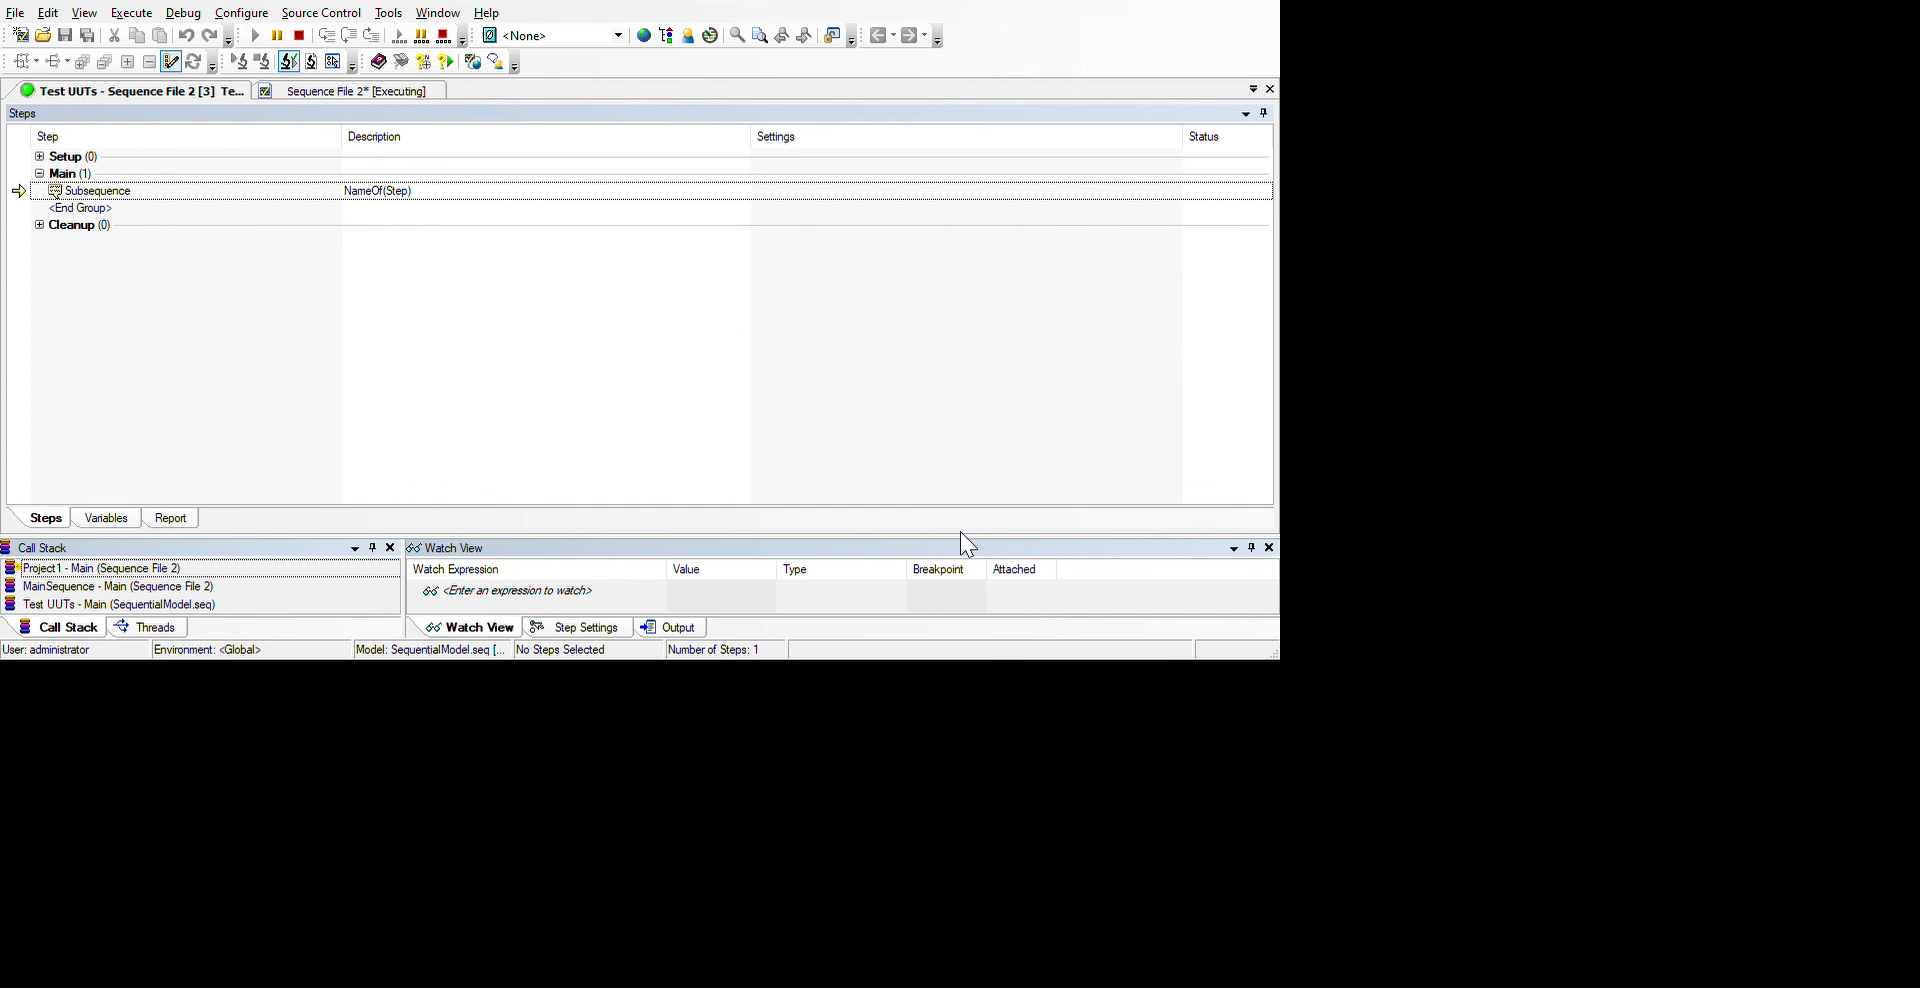 File Edit View Execute Debug Configure Source Control Tools Window Help
<None>
Test UUTs - Sequence File 2 [3] Te... Sequence File 2* [Executing]
Steps
Step Description Settings Status
Setup (0)
Main (1)
Subsequence NameOf(Step)
<End Group>
Cleanup (0)
Steps Variables Report
Call Stack Watch View
Watch Expression Value Type Breakpoint Attached
Project1 - Main (Sequence File 2)
MainSequence - Main (Sequence File 2) <Enter an expression to watch>
Test UUTs - Main (SequentialModel.seq)
Call Stack Threads Watch View Step Settings Output
User: administrator Environment: <Global> Model: SequentialModel.seq [... No Steps Selected Number of Steps: 1